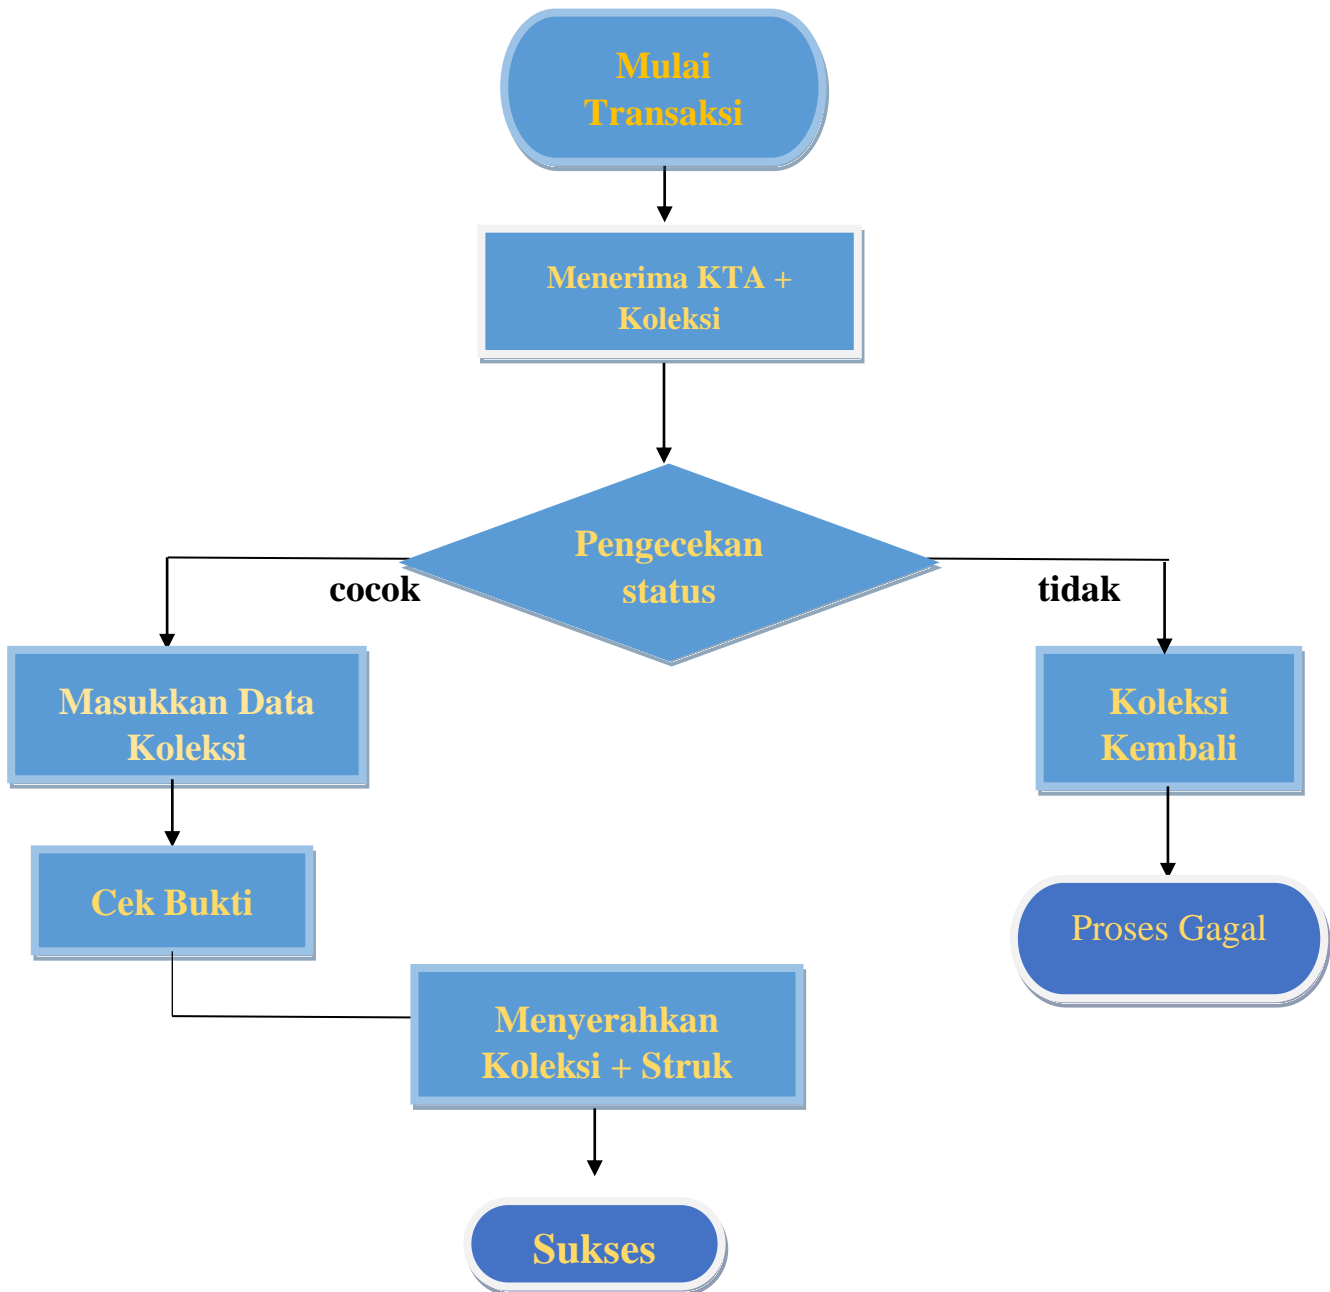 Mulai
Transaksi
Menerima KTA +
Koleksi
Pengecekan
status
cocok
tidak
Masukkan Data
Koleksi
Koleksi
Kembali
Cek Bukti
Proses Gagal
Menyerahkan
Koleksi + Struk
Sukses